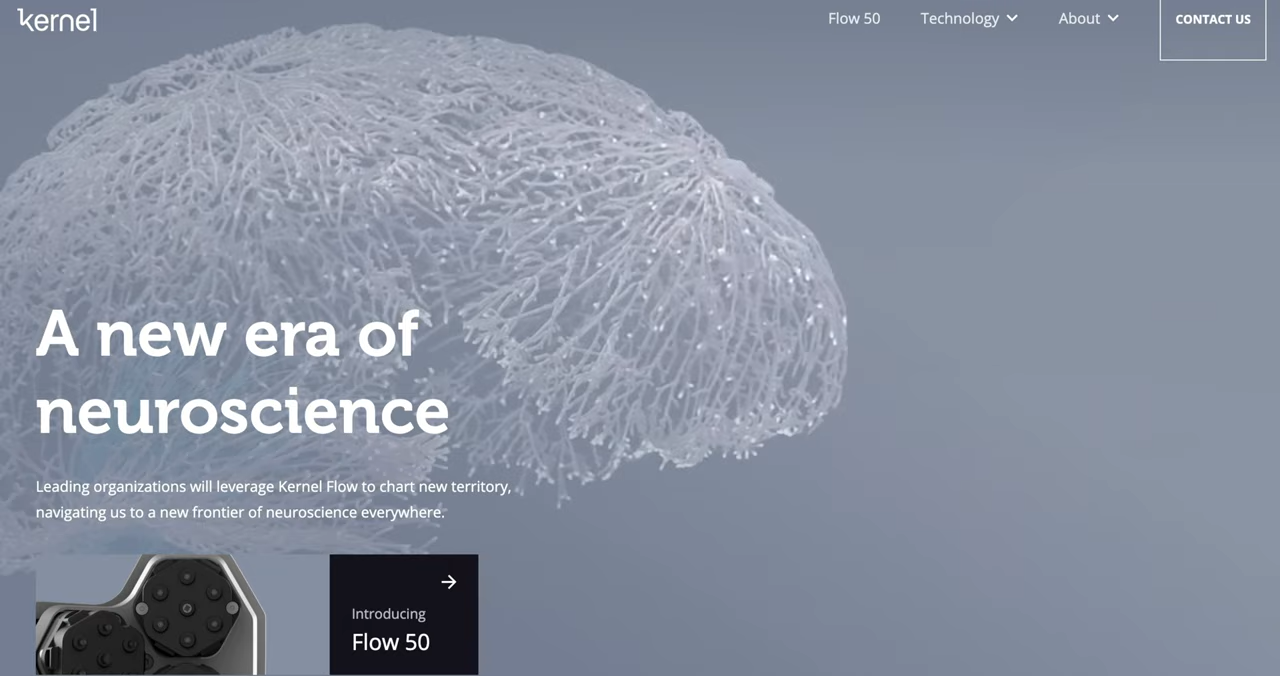 kernel
Flow 50
Technology
About
CONTACT US
A new era of
neuroscience
Leading organizations will leverage Kernel Flow to chart new territory,
navigating us to a new frontier of neuroscience everywhere.
Introducing
Flow 50